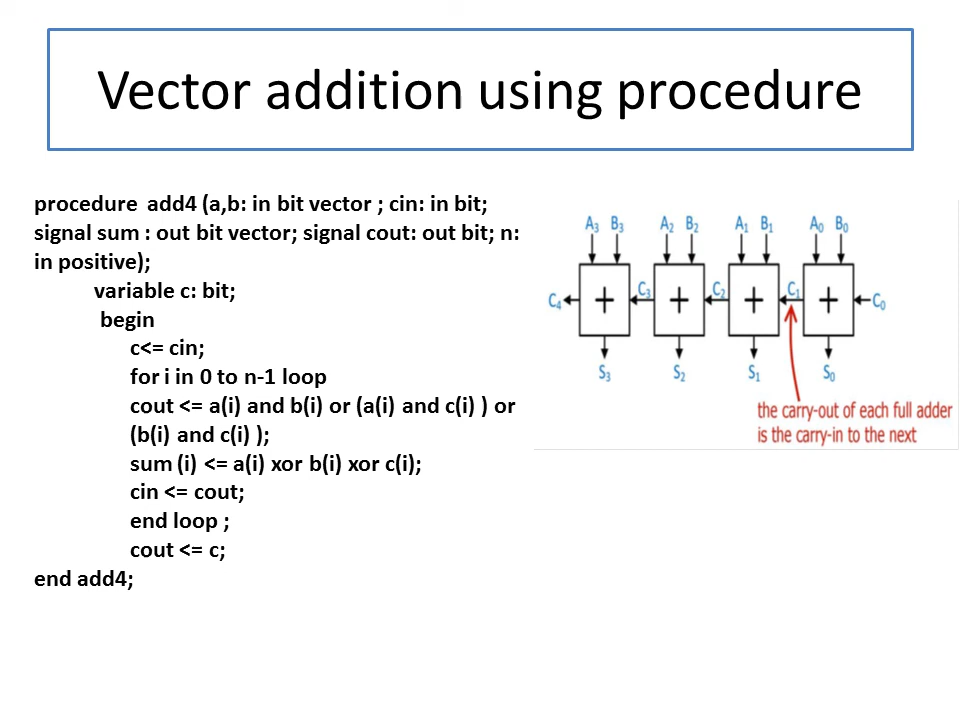 Vector addition using procedure
procedure add4 (a,b: in bit vector ; cin: in bit;
signal sum : out bit vector; signal cout: out bit; n:
in positive);
variable c: bit;
begin
c<= cin;
for i in 0 to n-1 loop
cout <= a(i) and b(i) or (a(i) and c(i) ) or
(b(i) and c(i) );
sum (i) <= a(i) xor b(i) xor c(i);
cin <= cout;
end loop ;
cout <= c;
end add4;
A3 B3 A2 B2 A1 B1 A0 B0
C4 + C3 + C2 + C1 + C0
S3 S2 S1 S0
the carry-out of each full adder
is the carry-in to the next